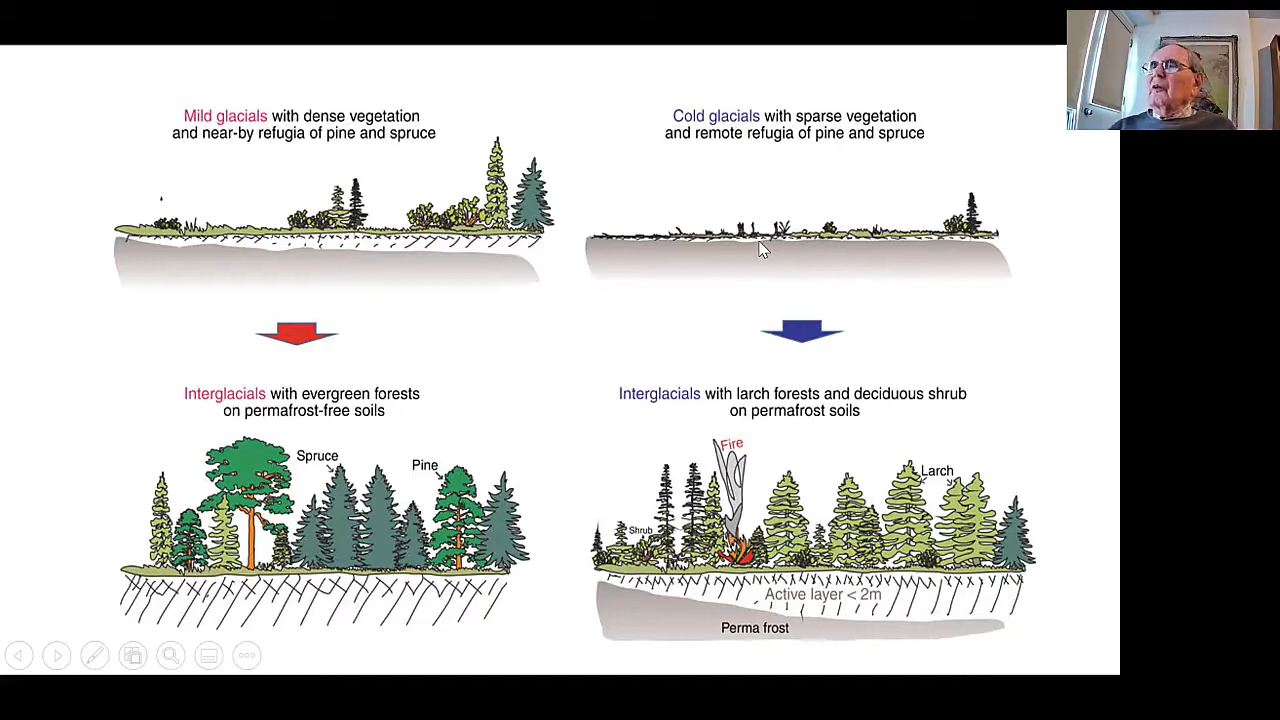 Mild glacials with dense vegetation
and near-by refugia of pine and spruce
Cold glacials with sparse vegetation
and remote refugia of pine and spruce
Interglacials with evergreen forests
on permafrost-free soils
Interglacials with larch forests and deciduous shrub
on permafrost soils
Spruce
Pine
Fire
Shrub
Larch
Active layer < 2m
Perma frost